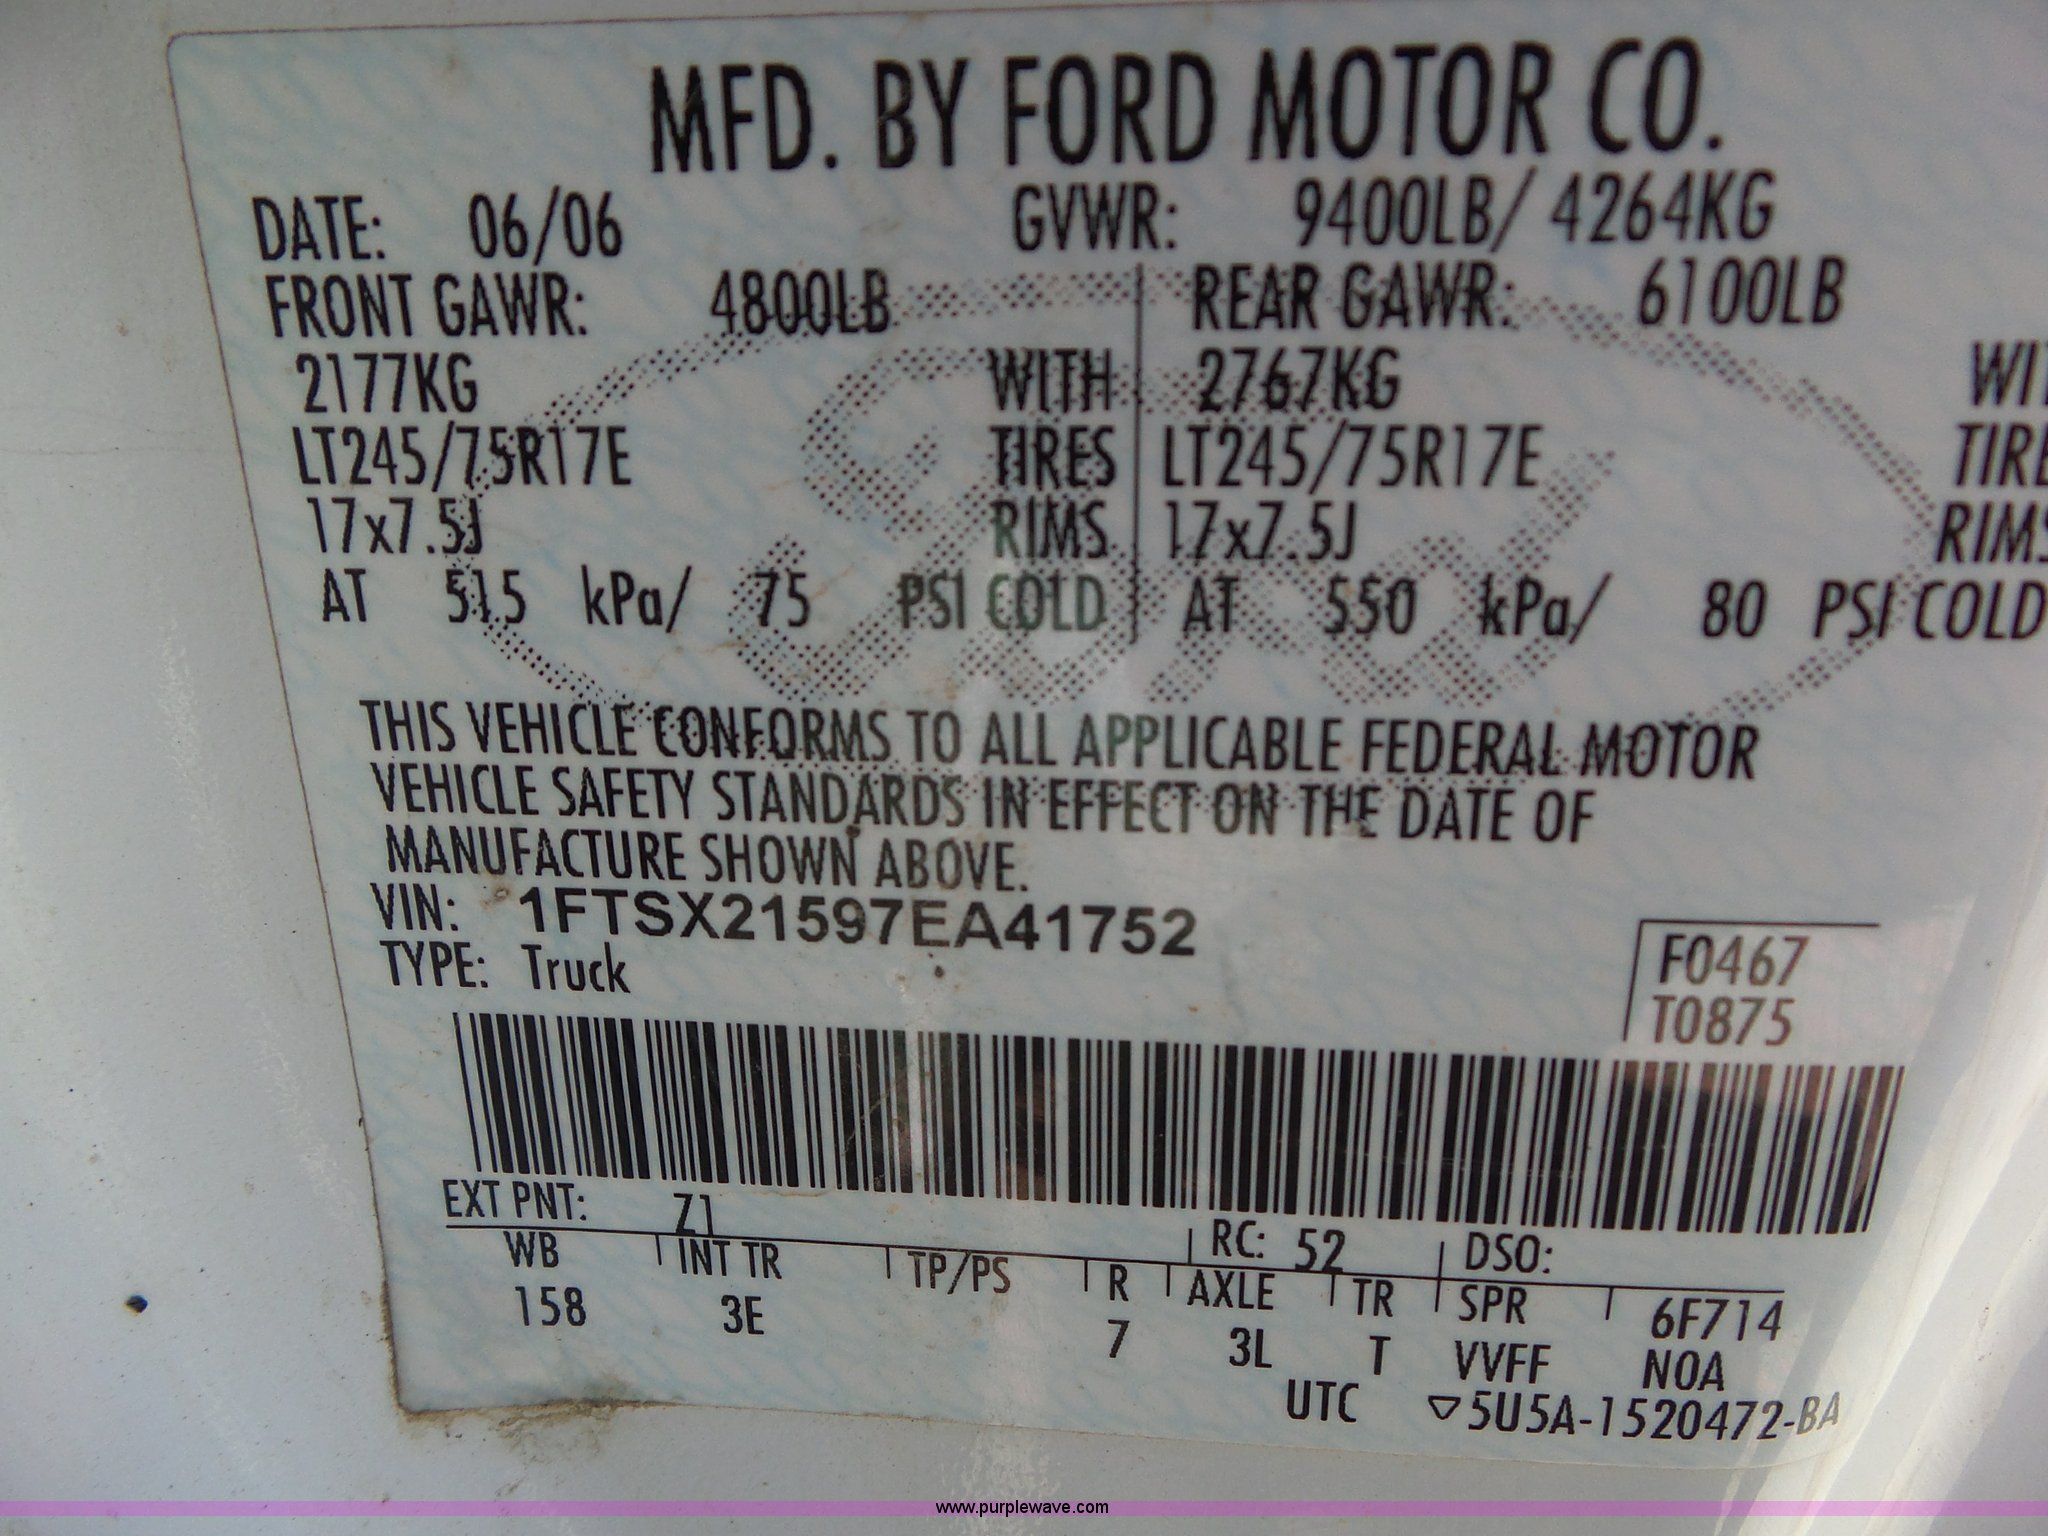 MFD. BY FORD MOTOR CO.
DATE: 06/06 GVWR: 9400LB/ 4264KG
FRONT GAWR: 4800LB REAR GAWR: 6100LB
2177KG WITH 2767KG
LT245/75R17E TIRES LT245/75R17E
17x7.5J RIMS 17x7.5J RIMS
AT 515 kPa/ 75 PSI COLD AT 550 kPa/ 80 PSI COLD
THIS VEHICLE CONFORMS TO ALL APPLICABLE FEDERAL MOTOR
VEHICLE SAFETY STANDARDS IN EFFECT ON THE DATE OF
MANUFACTURE SHOWN ABOVE.
VIN: 1FTSX21597EA41752
TYPE: Truck
F0467
T0875
EXT PNT: Z1 RC: 52 DSO:
WB INT TR TP/PS R AXLE TR SPR 6F714
158 3E 7 3L T VVFF NOA
UTC ▽5U5A-1520472-BA
Ford
www.purplewave.com